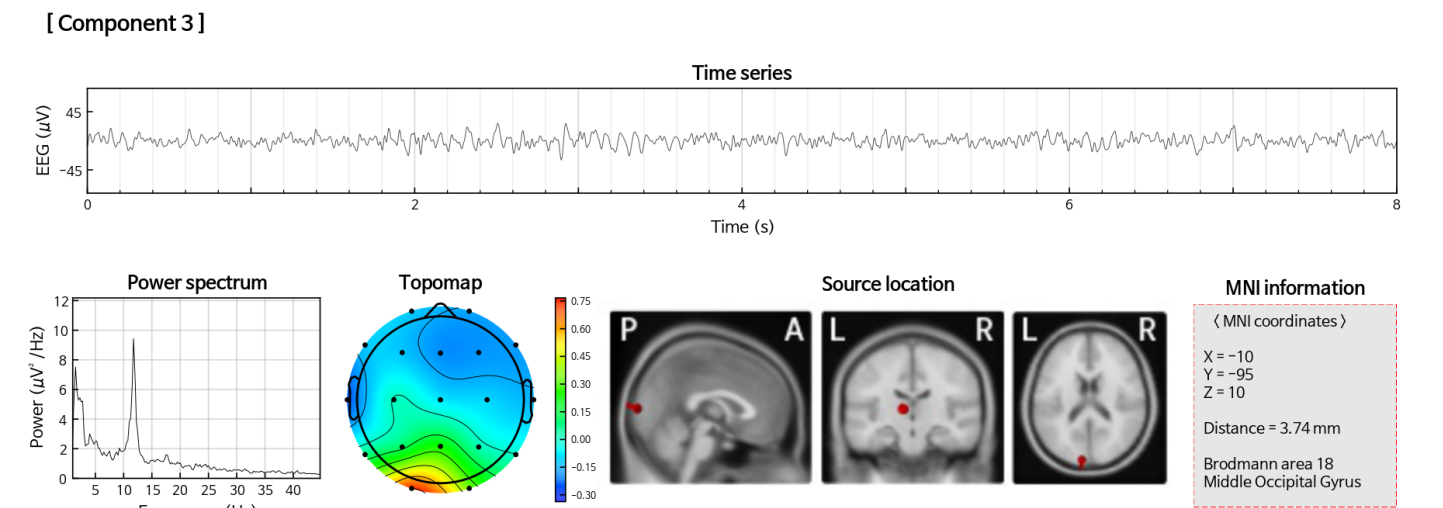 [ Component 3 ]
Time series
EEG (μV)
45
−45
0
2
4
6
8
Time (s)
Power spectrum
Topomap
Source location
MNI information
Power (μV² /Hz)
12
10
8
6
4
2
0
5
10
15
20
25
30
35
40
0.75
0.60
0.45
0.30
0.15
0.00
−0.15
−0.30
P
A
L
R
L
R
〈 MNI coordinates 〉
X = −10
Y = −95
Z = 10
Distance = 3.74 mm
Brodmann area 18
Middle Occipital Gyrus